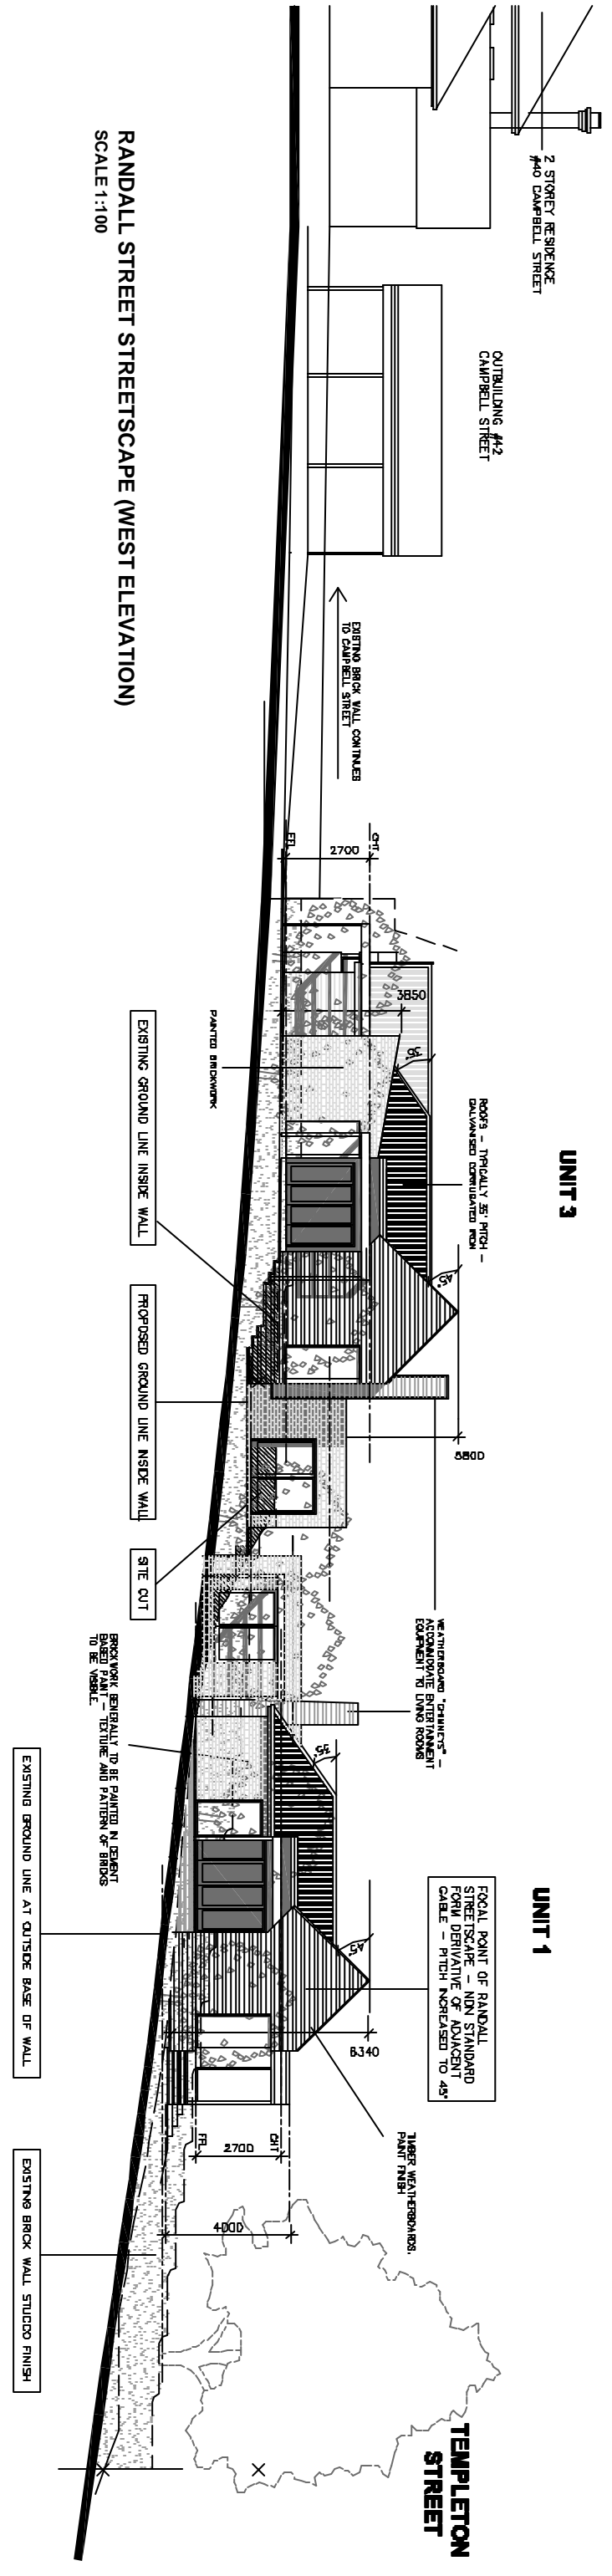 2 STOREY RESIDENCE
#40 CAMPBELL STREET
OUTBUILDING #42
CAMPBELL STREET
RANDALL STREET STREETSCAPE (WEST ELEVATION)
SCALE 1:100
EXISTING BRICK WALL CONTINUES
TO CAMPBELL STREET
UNIT 3
CHT
2700
FFL
3850
35°
ROOFS - TYPICALLY 35° PITCH -
GALVANISED CORRUGATED IRON
PAINTED BRICKWORK
EXISTING GROUND LINE INSIDE WALL
45°
PROPOSED GROUND LINE INSIDE WALL
SITE CUT
WEATHERBOARD "CHIMNEYS" -
ACCOMMODATE ENTERTAINMENT
EQUIPMENT TO LIVING ROOMS
BRICKWORK GENERALLY TO BE PAINTED IN CEMENT
BASED PAINT - TEXTURE AND PATTERN OF BRICKS
TO BE VISIBLE.
35°
UNIT 1
FOCAL POINT OF RANDALL
STREETSCAPE - NON STANDARD
FORM DERIVATIVE OF ADJACENT
GABLE - PITCH INCREASED TO 45°
45°
EXISTING GROUND LINE AT OUTSIDE BASE OF WALL
TIMBER WEATHERBOARDS.
PAINT FINISH
CHT
2700
FFL
4000
EXISTING BRICK WALL STUCCO FINISH
TEMPLETON
STREET